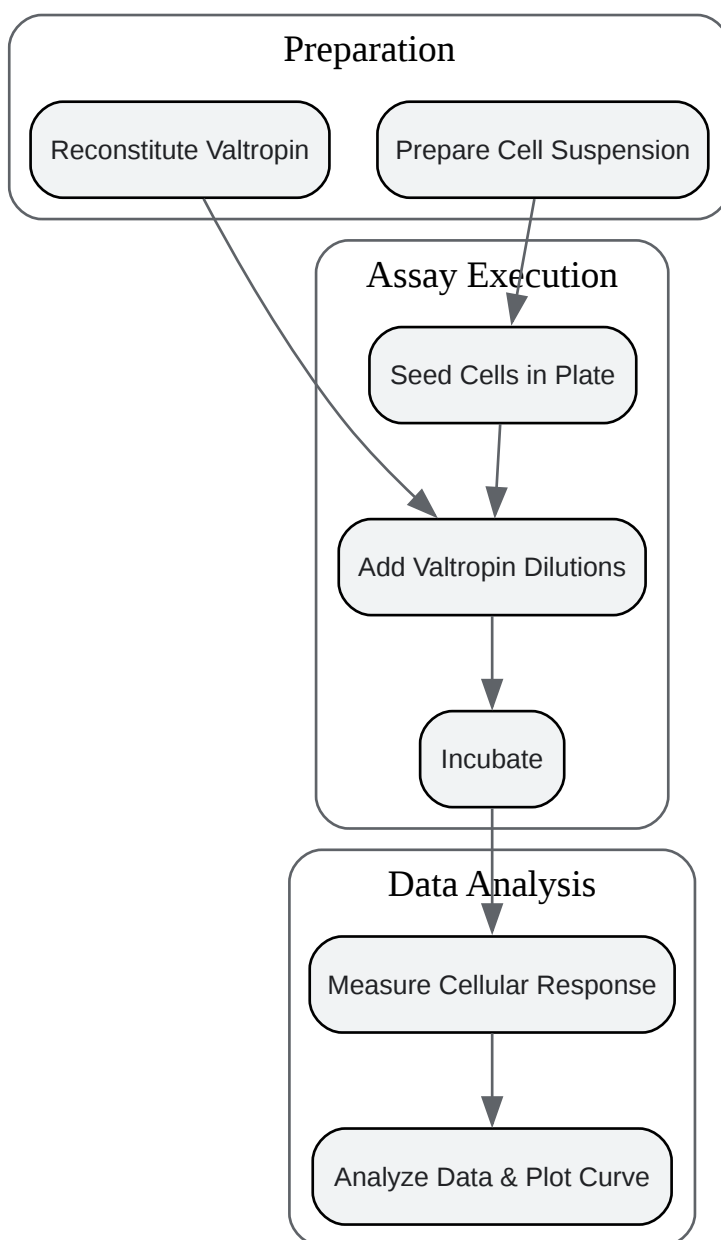 Preparation
Reconstitute Valtropin
Prepare Cell Suspension
Assay Execution
Seed Cells in Plate
Add Valtropin Dilutions
Incubate
Data Analysis
Measure Cellular Response
Analyze Data & Plot Curve